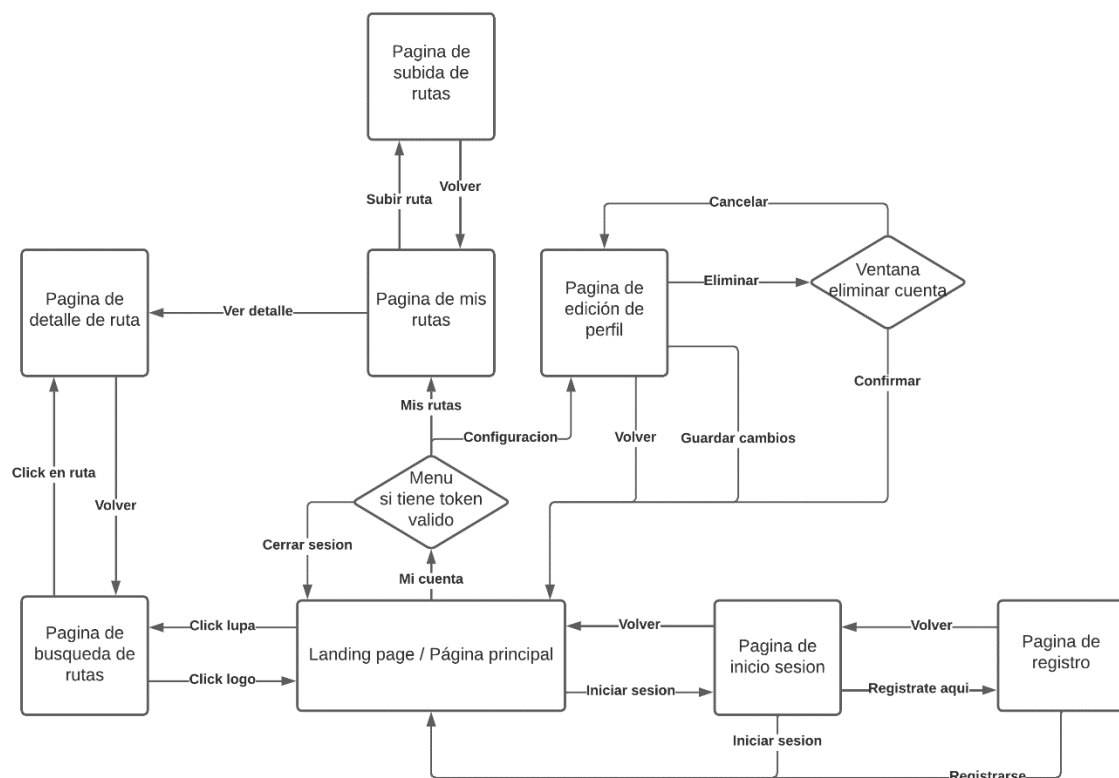 Pagina de
subida de
rutas
Subir ruta
Volver
Cancelar
Pagina de
detalle de ruta
Ver detalle
Pagina de mis
rutas
Pagina de
edición de
perfil
Eliminar
Ventana
eliminar cuenta
Confirmar
Mis rutas
Configuracion
Volver
Guardar cambios
Click en ruta
Volver
Menu
si tiene token
valido
Cerrar sesion
Mi cuenta
Pagina de
busqueda de
rutas
Click lupa
Click logo
Landing page / Página principal
Volver
Iniciar sesion
Pagina de
inicio sesion
Volver
Registrate aqui
Pagina de
registro
Iniciar sesion
Registrarse